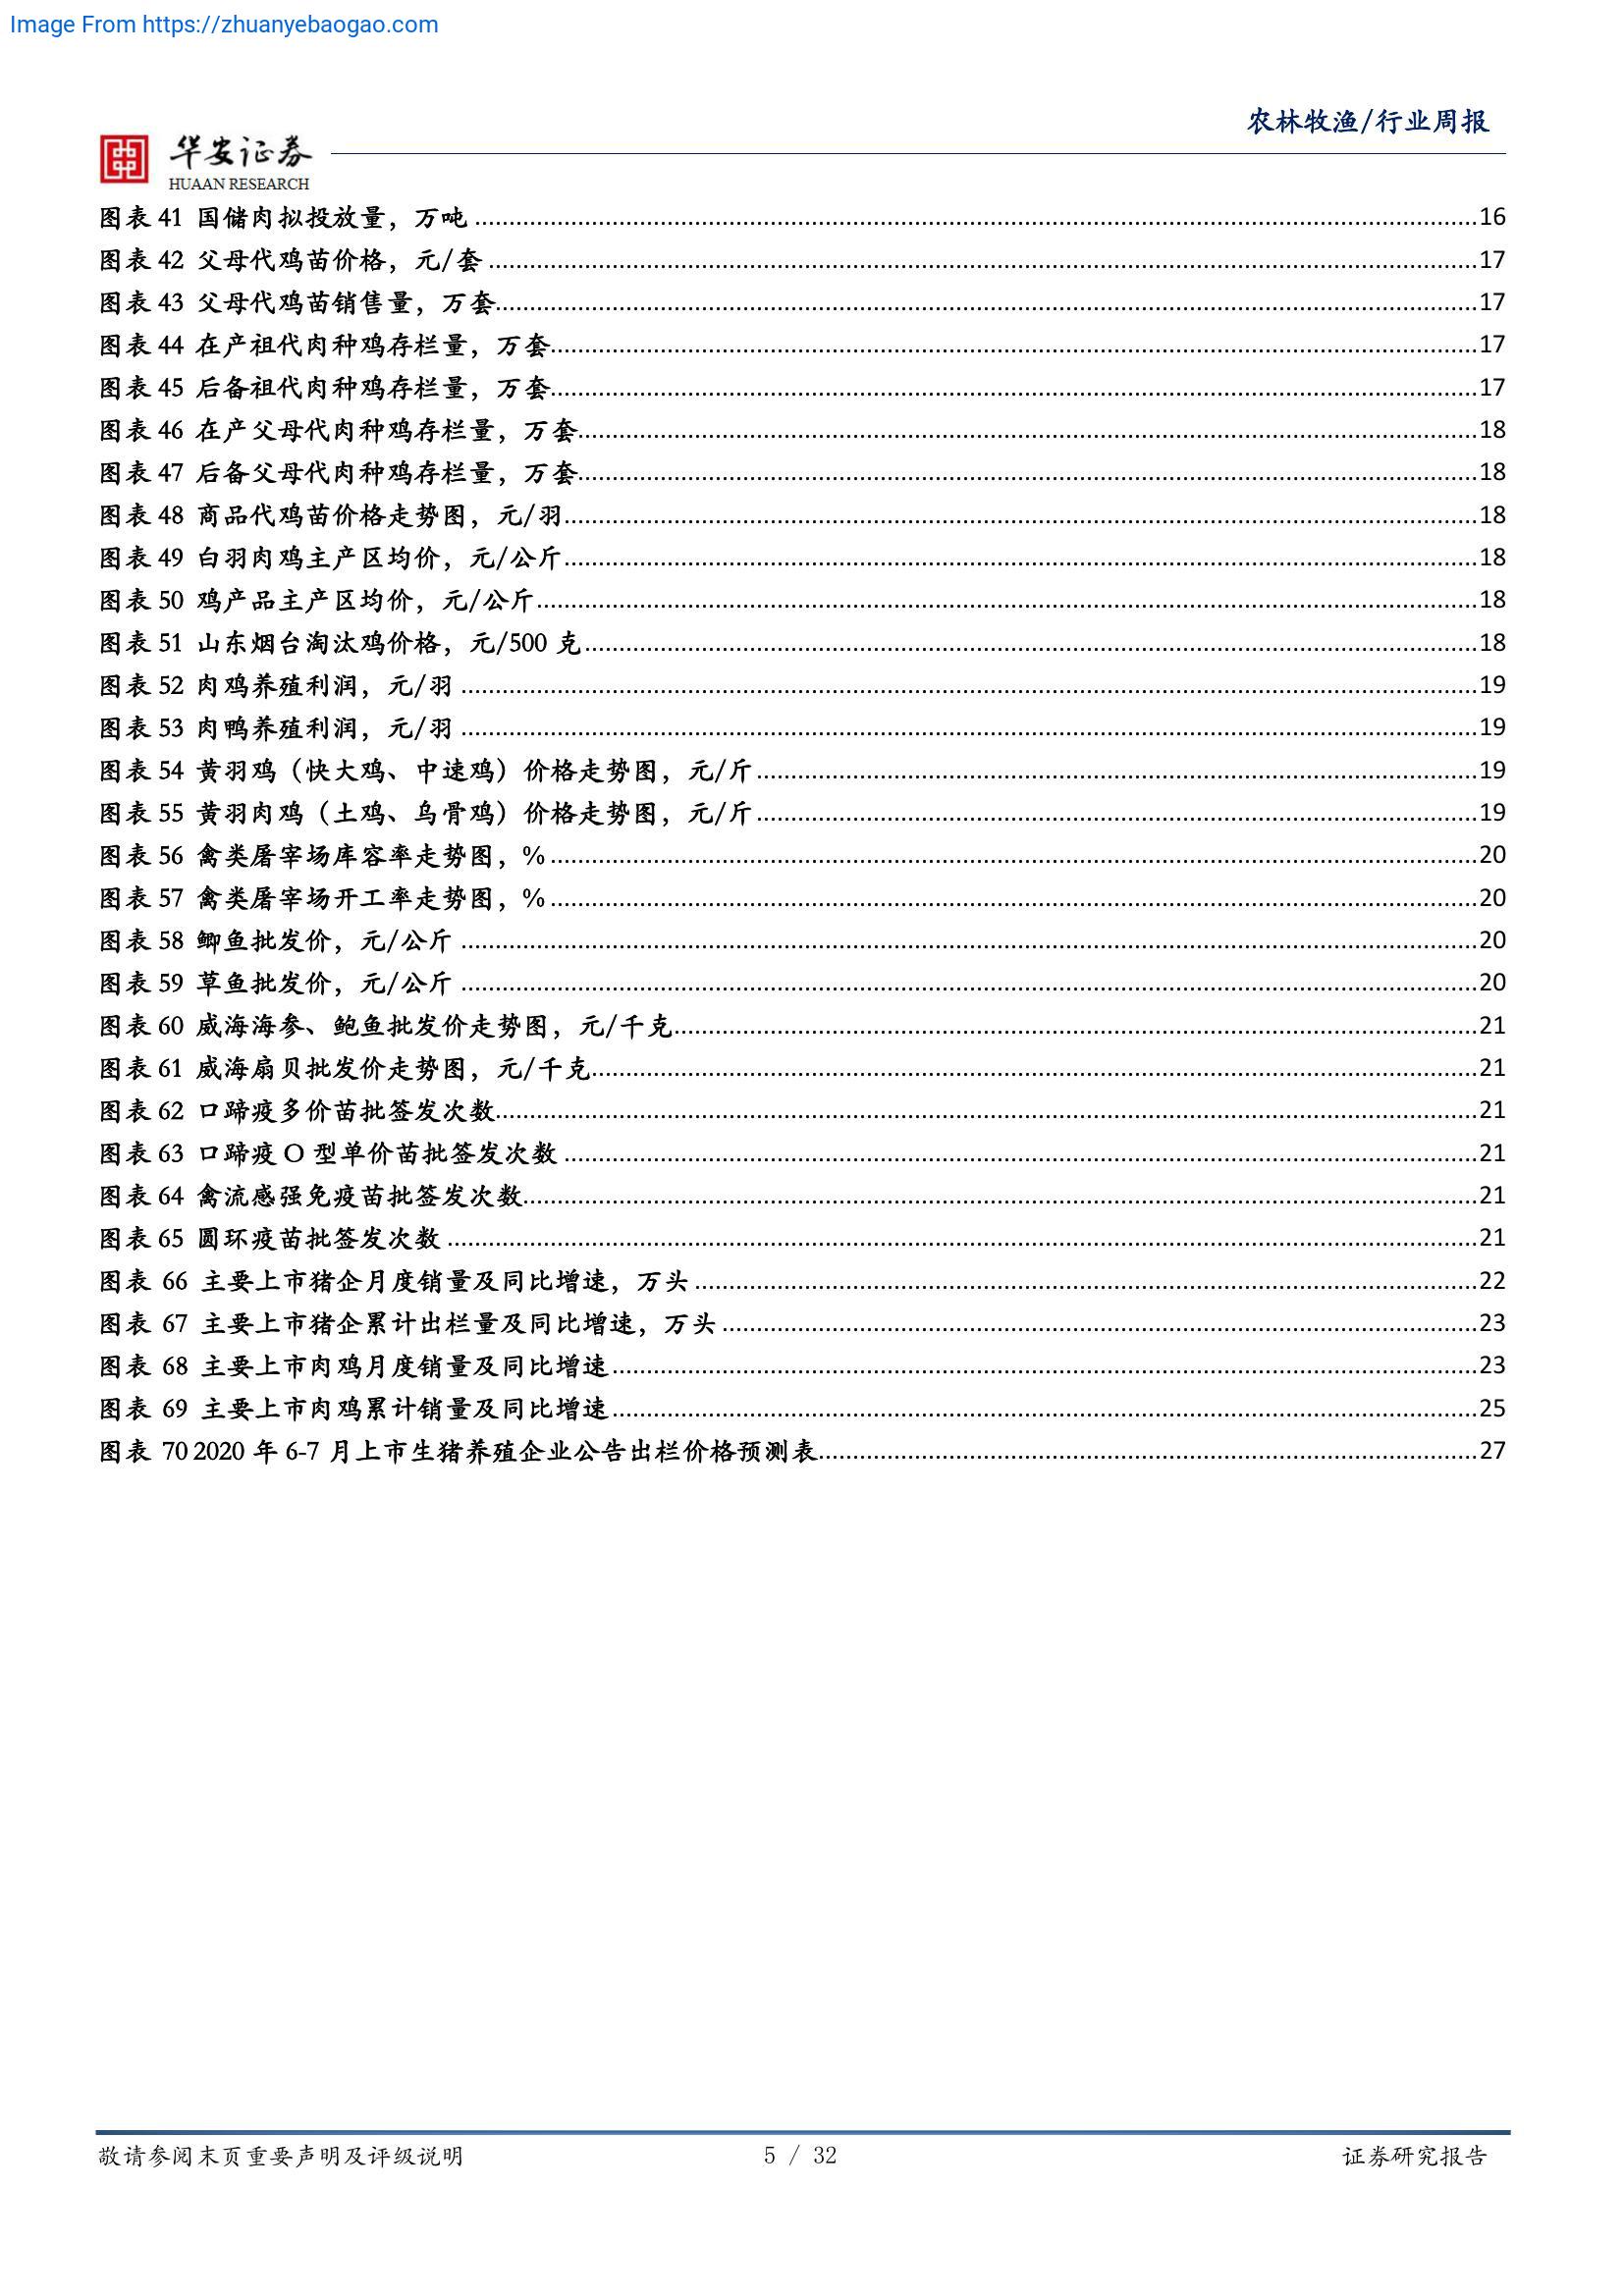 Image From https://zhuanyebaogao.com
农林牧渔/行业周报
华安证券
HUAAN RESEARCH
图表 41 国储肉拟投放量，万吨 ........ 16
图表 42 父母代鸡苗价格，元/套 ........ 17
图表 43 父母代鸡苗销售量，万套 ........ 17
图表 44 在产祖代肉种鸡存栏量，万套 ........ 17
图表 45 后备祖代肉种鸡存栏量，万套 ........ 17
图表 46 在产父母代肉种鸡存栏量，万套 ........ 18
图表 47 后备父母代肉种鸡存栏量，万套 ........ 18
图表 48 商品代鸡苗价格走势图，元/羽 ........ 18
图表 49 白羽肉鸡主产区均价，元/公斤 ........ 18
图表 50 鸡产品主产区均价，元/公斤 ........ 18
图表 51 山东烟台淘汰鸡价格，元/500 克 ........ 18
图表 52 肉鸡养殖利润，元/羽 ........ 19
图表 53 肉鸭养殖利润，元/羽 ........ 19
图表 54 黄羽鸡（快大鸡、中速鸡）价格走势图，元/斤 ........ 19
图表 55 黄羽肉鸡（土鸡、乌骨鸡）价格走势图，元/斤 ........ 19
图表 56 禽类屠宰场库容率走势图，% ........ 20
图表 57 禽类屠宰场开工率走势图，% ........ 20
图表 58 鲫鱼批发价，元/公斤 ........ 20
图表 59 草鱼批发价，元/公斤 ........ 20
图表 60 威海海参、鲍鱼批发价走势图，元/千克 ........ 21
图表 61 威海扇贝批发价走势图，元/千克 ........ 21
图表 62 口蹄疫多价苗批签发次数 ........ 21
图表 63 口蹄疫 O 型单价苗批签发次数 ........ 21
图表 64 禽流感强免疫苗批签发次数 ........ 21
图表 65 圆环疫苗批签发次数 ........ 21
图表 66 主要上市猪企月度销量及同比增速，万头 ........ 22
图表 67 主要上市猪企累计出栏量及同比增速，万头 ........ 23
图表 68 主要上市肉鸡月度销量及同比增速 ........ 23
图表 69 主要上市肉鸡累计销量及同比增速 ........ 25
图表 70 2020 年 6-7 月上市生猪养殖企业公告出栏价格预测表 ........ 27
敬请参阅末页重要声明及评级说明 5 / 32 证券研究报告